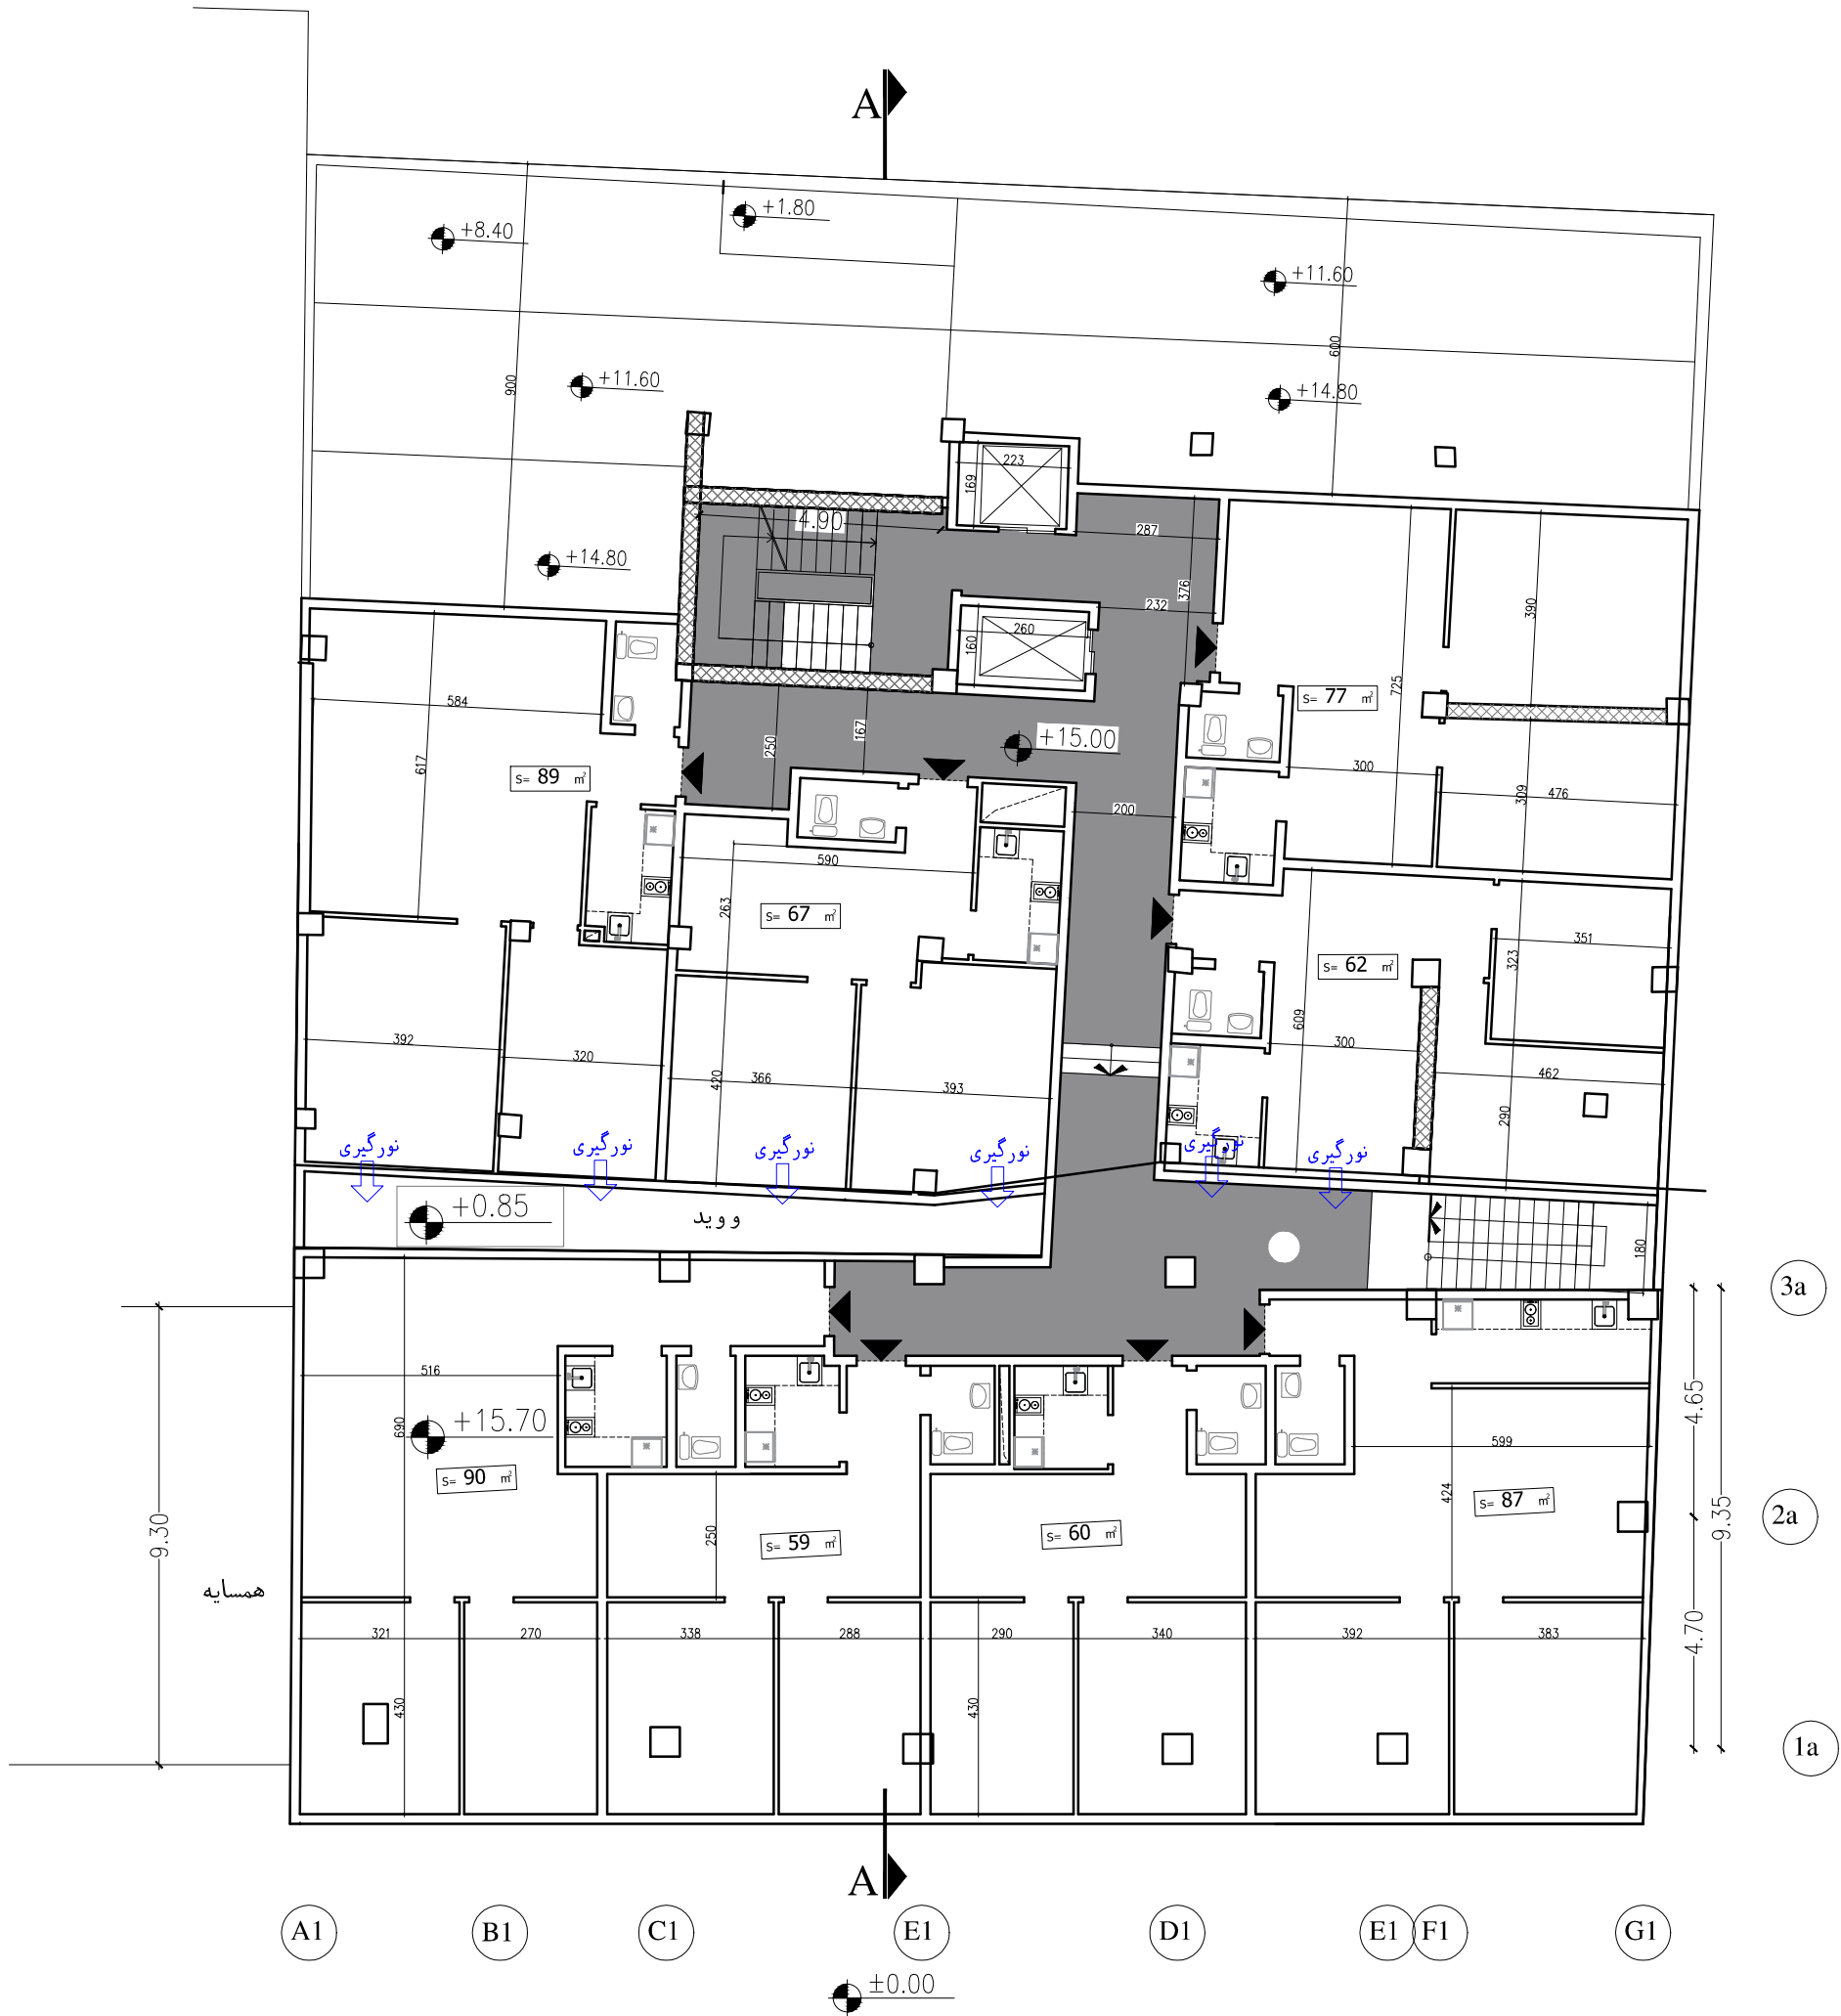 A
+1.80
+8.40
+11.60
600
900
+11.60
+14.80
223
169
4.90
287
+14.80
376
390
232
260
160
584
725
S= 77 m²
250
167
+15.00
617
S= 89 m²
300
309
476
200
590
263
S= 67 m²
351
323
S= 62 m²
609
392
320
366
420
393
300
462
290
نورگیری
نورگیری
نورگیری
نورگیری
نورگیری
نورگیری
+0.85
وويد
180
3a
516
690
+15.70
S= 90 m²
4.65
599
424
S= 87 m²
250
S= 59 m²
S= 60 m²
2a
9.35
9.30
همسایه
321
270
338
288
290
340
392
383
4.70
430
430
1a
A
A1
B1
C1
E1
D1
E1
F1
G1
±0.00